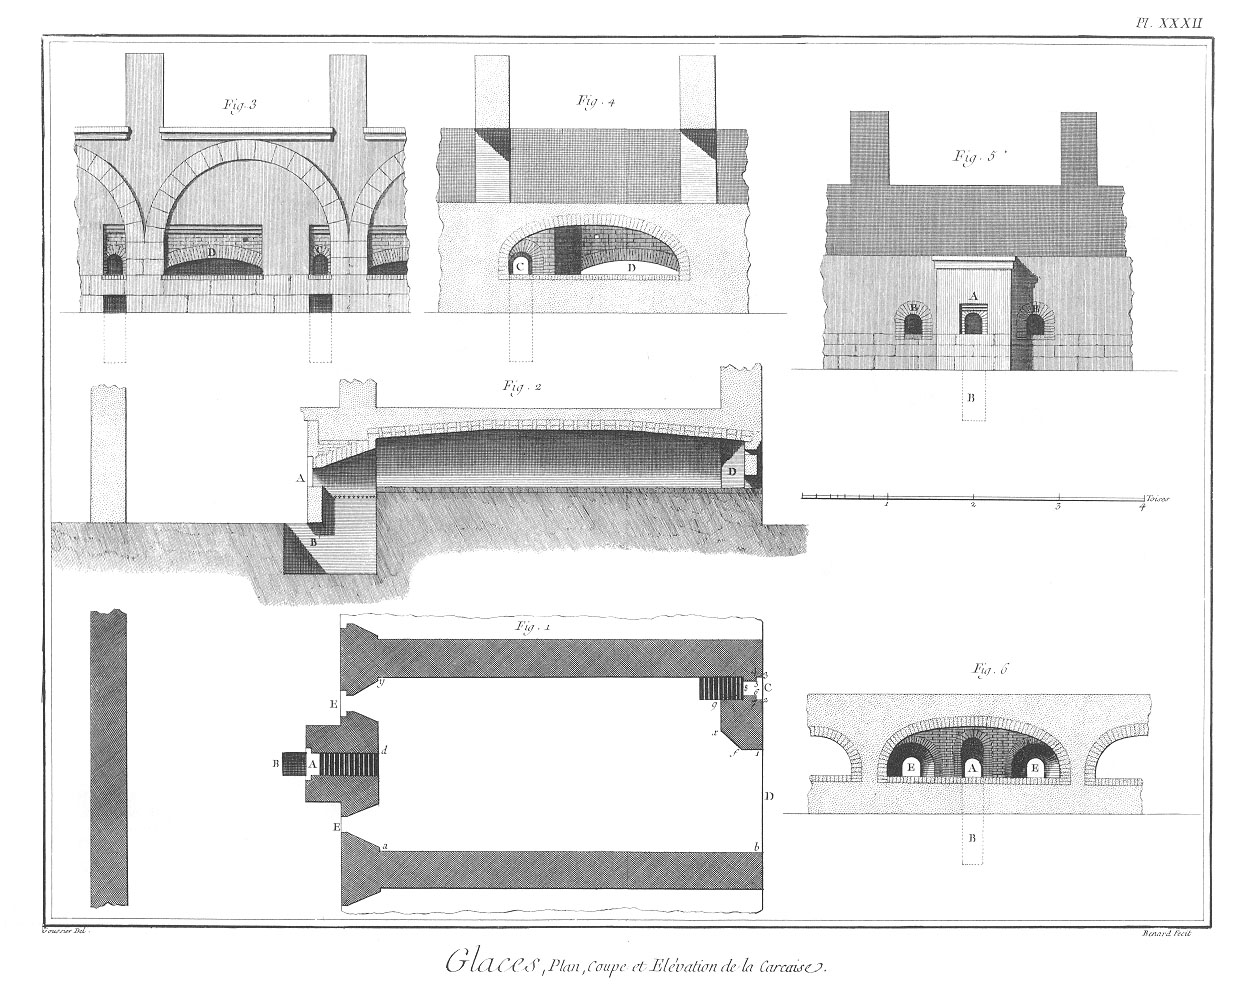 Pl. XXXII
Fig. 3
D
C
Fig. 4
C
D
Fig. 5
A
B
Fig. 2
A
B
D
1 2 3 4 Toises
Fig. 1
y
E
d
B A
E
a
b
g
x
f
1
C
D
Fig. 6
E A E
B
Goussier Del.
Benard Fecit
Glaces, Plan, Coupe et Elévation de la Carcaise.